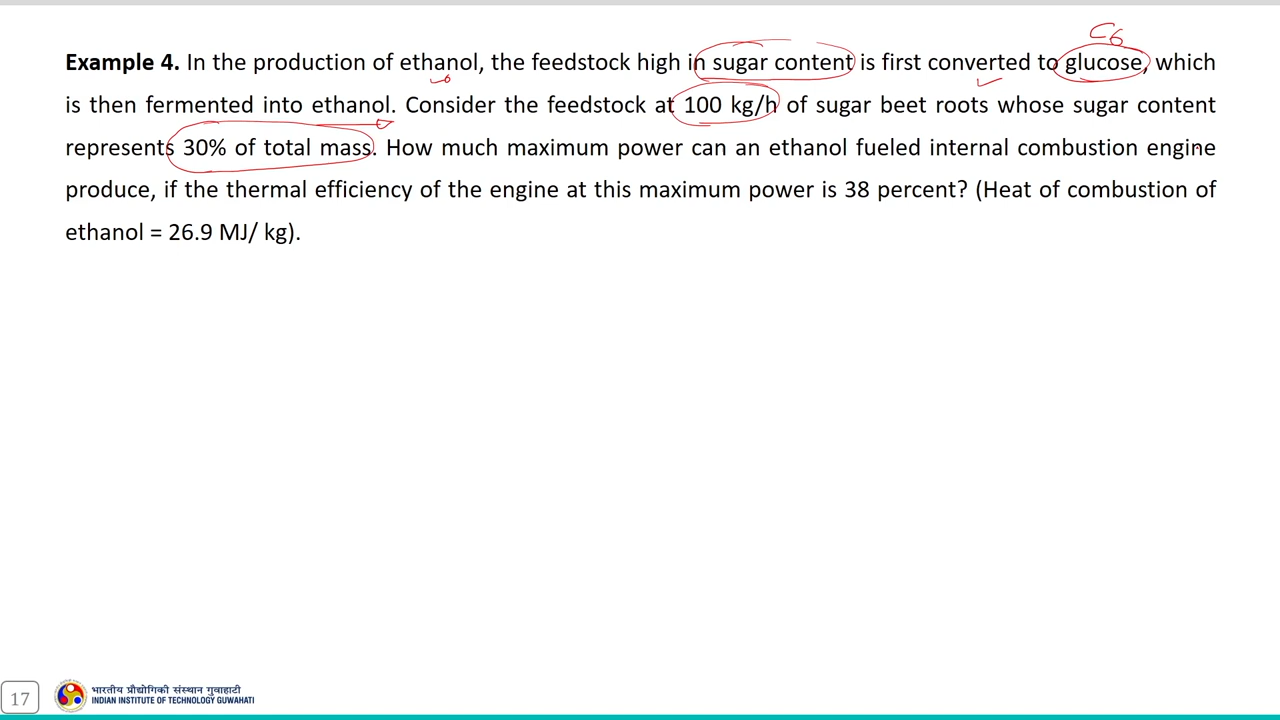 C6
Example 4. In the production of ethanol, the feedstock high in sugar content is first converted to glucose, which
is then fermented into ethanol. Consider the feedstock at 100 kg/h of sugar beet roots whose sugar content
represents 30% of total mass. How much maximum power can an ethanol fueled internal combustion engine
produce, if the thermal efficiency of the engine at this maximum power is 38 percent? (Heat of combustion of
ethanol = 26.9 MJ/ kg).
17
भारतीय प्रौद्योगिकी संस्थान गुवाहाटी
INDIAN INSTITUTE OF TECHNOLOGY GUWAHATI